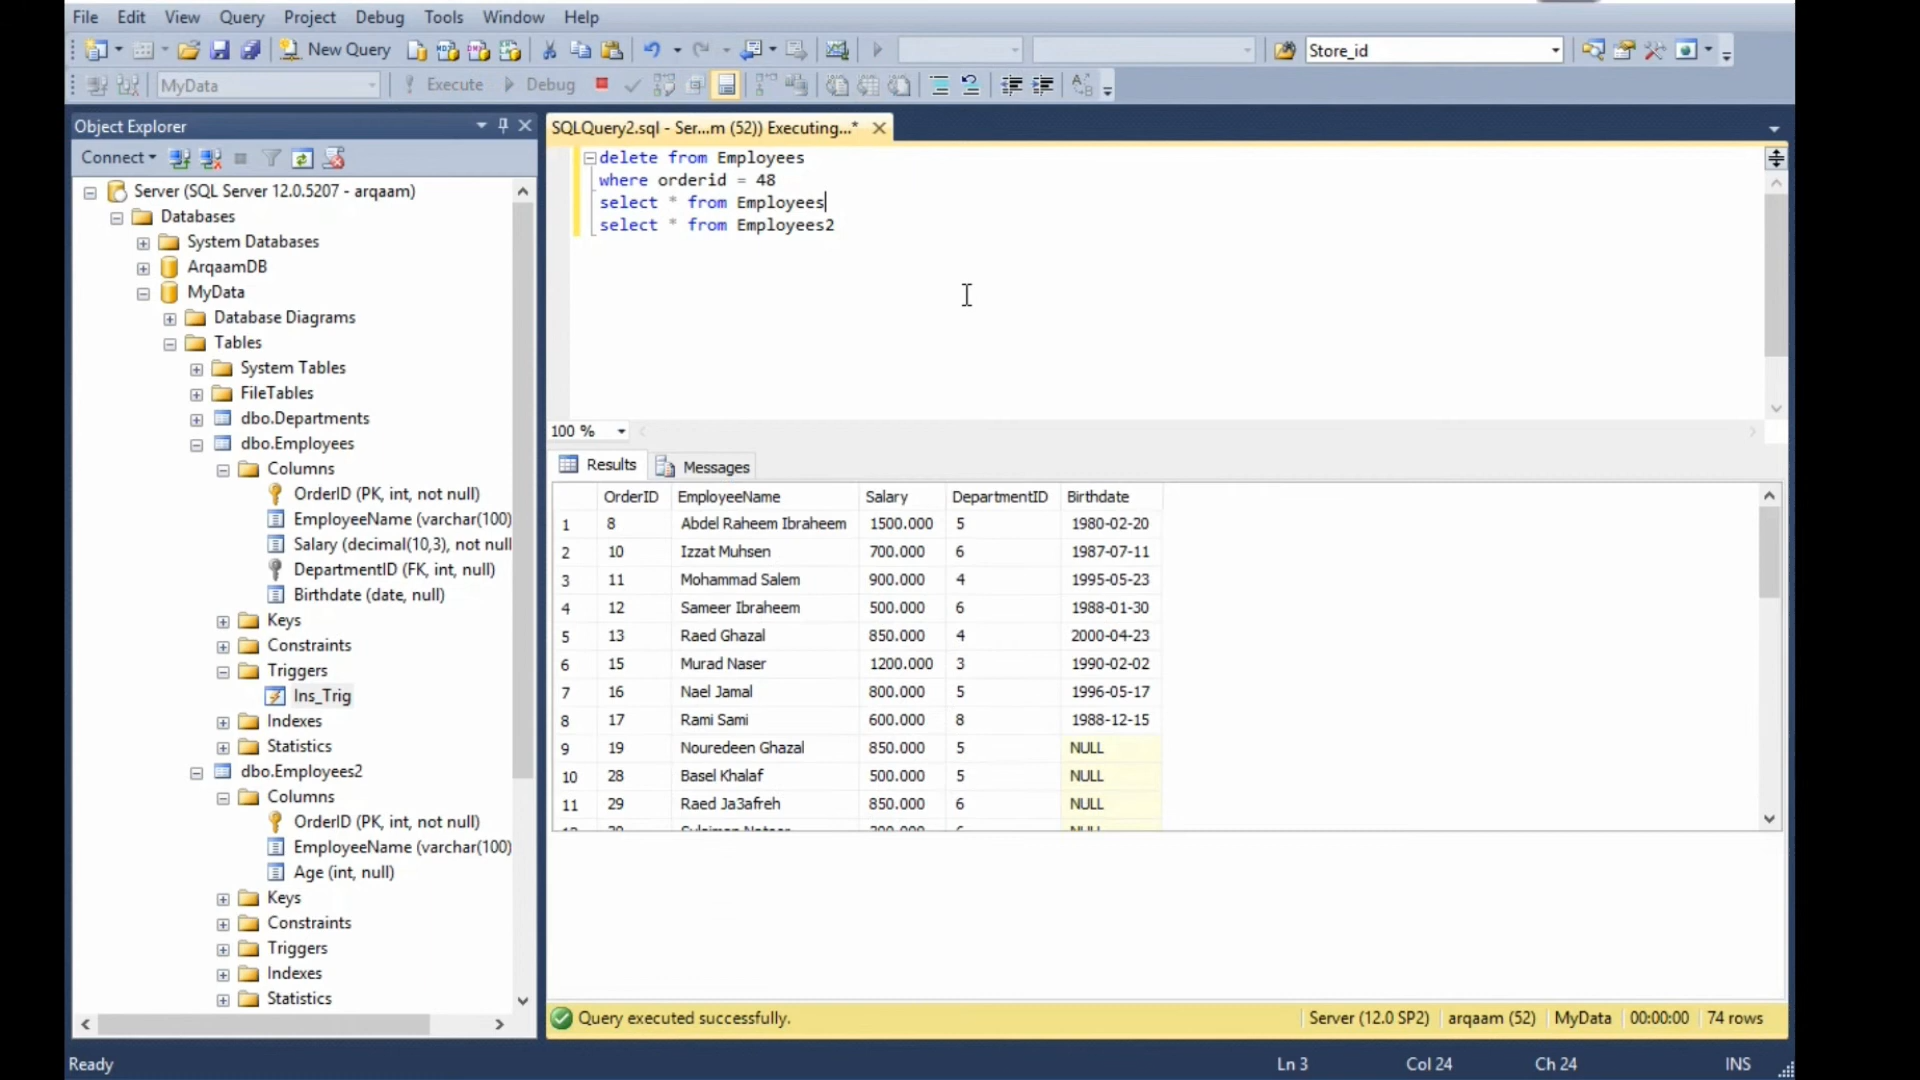 File Edit View Query Project Debug Tools Window Help
New Query Store_id
MyData Execute Debug
Object Explorer
Connect
Server (SQL Server 12.0.5207 - arqaam)
Databases
System Databases
ArqaamDB
MyData
Database Diagrams
Tables
System Tables
FileTables
dbo.Departments
dbo.Employees
Columns
OrderID (PK, int, not null)
EmployeeName (varchar(100)
Salary (decimal(10,3), not null
DepartmentID (FK, int, null)
Birthdate (date, null)
Keys
Constraints
Triggers
Ins_Trig
Indexes
Statistics
dbo.Employees2
Columns
OrderID (PK, int, not null)
EmployeeName (varchar(100)
Age (int, null)
Keys
Constraints
Triggers
Indexes
Statistics
SQLQuery2.sql - Ser...m (52)) Executing...*
delete from Employees
where orderid = 48
select * from Employees
select * from Employees2
100 %
Results Messages
OrderID EmployeeName Salary DepartmentID Birthdate
1 8 Abdel Raheem Ibraheem 1500.000 5 1980-02-20
2 10 Izzat Muhsen 700.000 6 1987-07-11
3 11 Mohammad Salem 900.000 4 1995-05-23
4 12 Sameer Ibraheem 500.000 6 1988-01-30
5 13 Raed Ghazal 850.000 4 2000-04-23
6 15 Murad Naser 1200.000 3 1990-02-02
7 16 Nael Jamal 800.000 5 1996-05-17
8 17 Rami Sami 600.000 8 1988-12-15
9 19 Nouredeen Ghazal 850.000 5 NULL
10 28 Basel Khalaf 500.000 5 NULL
11 29 Raed Ja3afreh 850.000 6 NULL
Query executed successfully. Server (12.0 SP2) arqaam (52) MyData 00:00:00 74 rows
Ready Ln 3 Col 24 Ch 24 INS